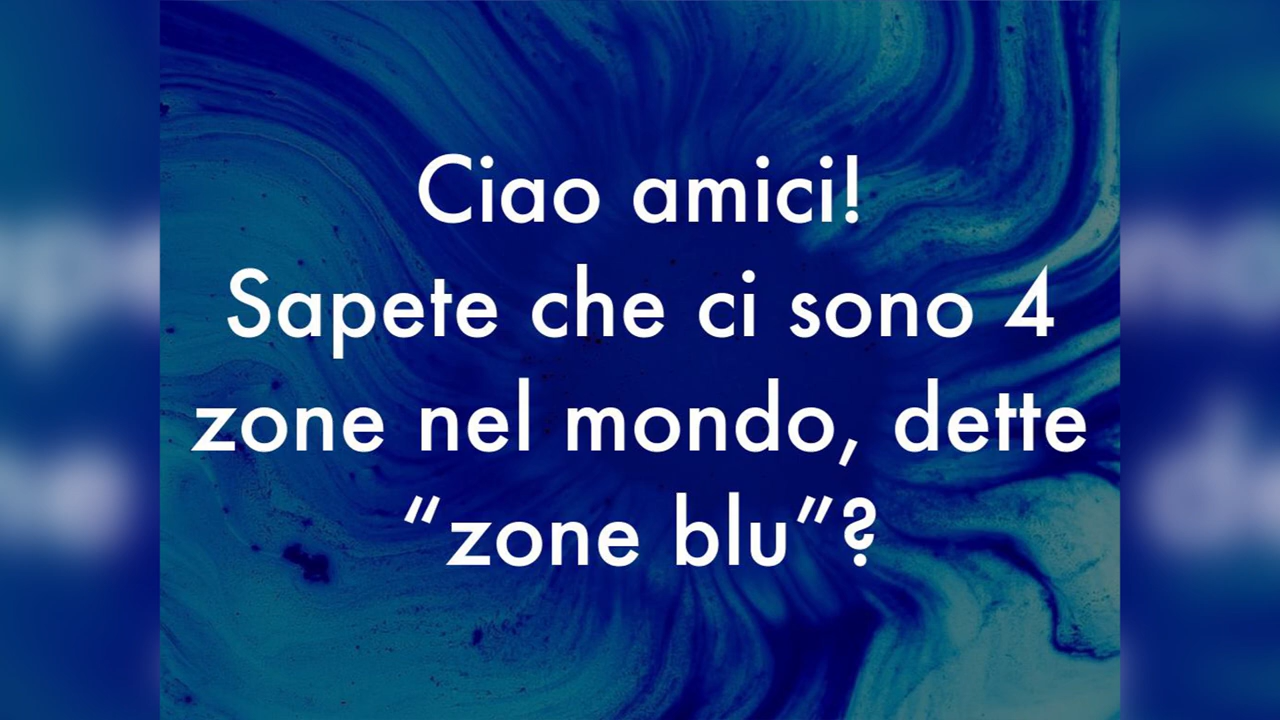 Ciao amici!
Sapete che ci sono 4
zone nel mondo, dette
“zone blu”?